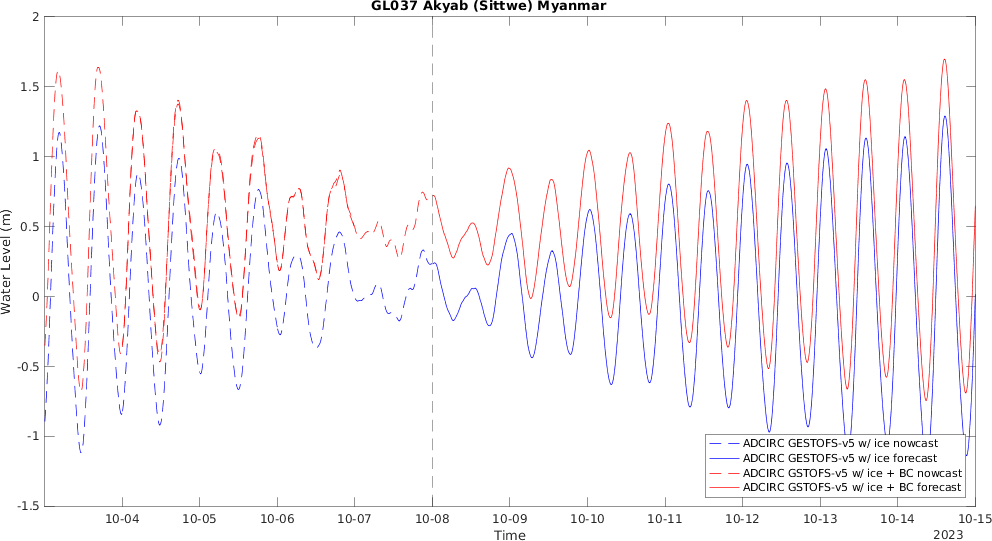 GL037 Akyab (Sittwe) Myanmar
2
1.5
1
0.5
0
-0.5
-1
-1.5
Water Level (m)
ADCIRC GESTOFS-v5 w/ ice nowcast
ADCIRC GESTOFS-v5 w/ ice forecast
ADCIRC GSTOFS-v5 w/ ice + BC nowcast
ADCIRC GSTOFS-v5 w/ ice + BC forecast
10-04 10-05 10-06 10-07 10-08 10-09 10-10 10-11 10-12 10-13 10-14 10-15
Time
2023